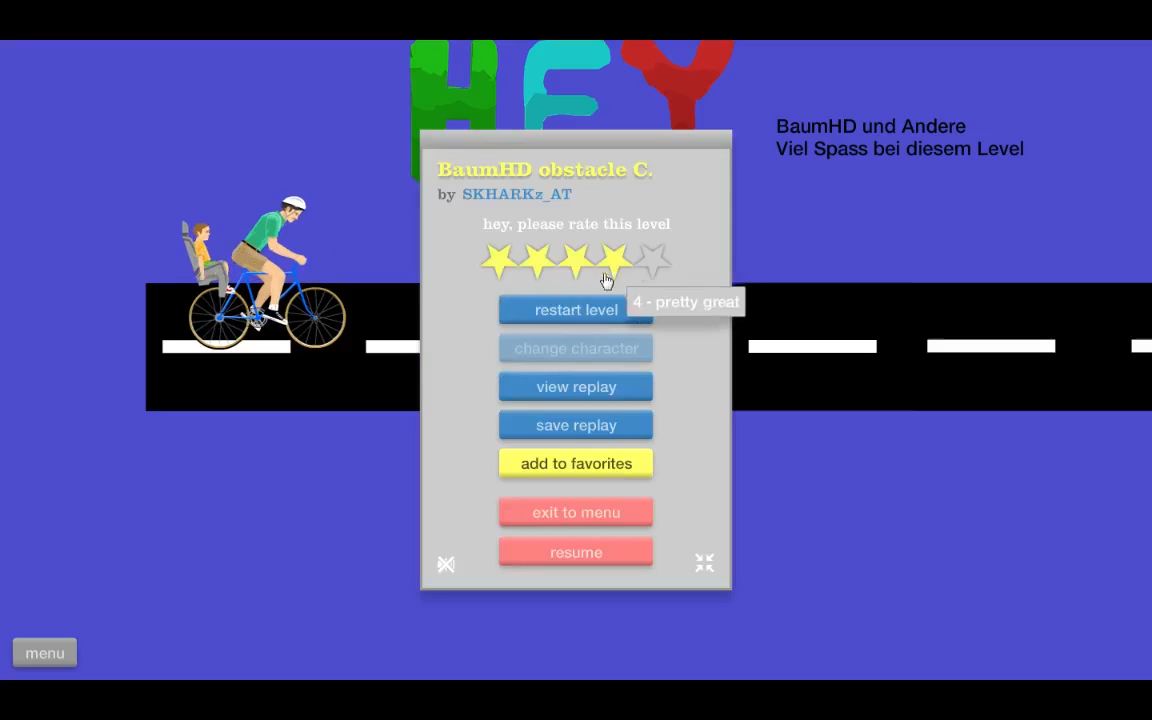 HEY
BaumHD und Andere
Viel Spass bei diesem Level
BaumHD obstacle C.
by SKHARKz_AT
hey, please rate this level
4 - pretty great
restart level
change character
view replay
save replay
add to favorites
exit to menu
resume
menu